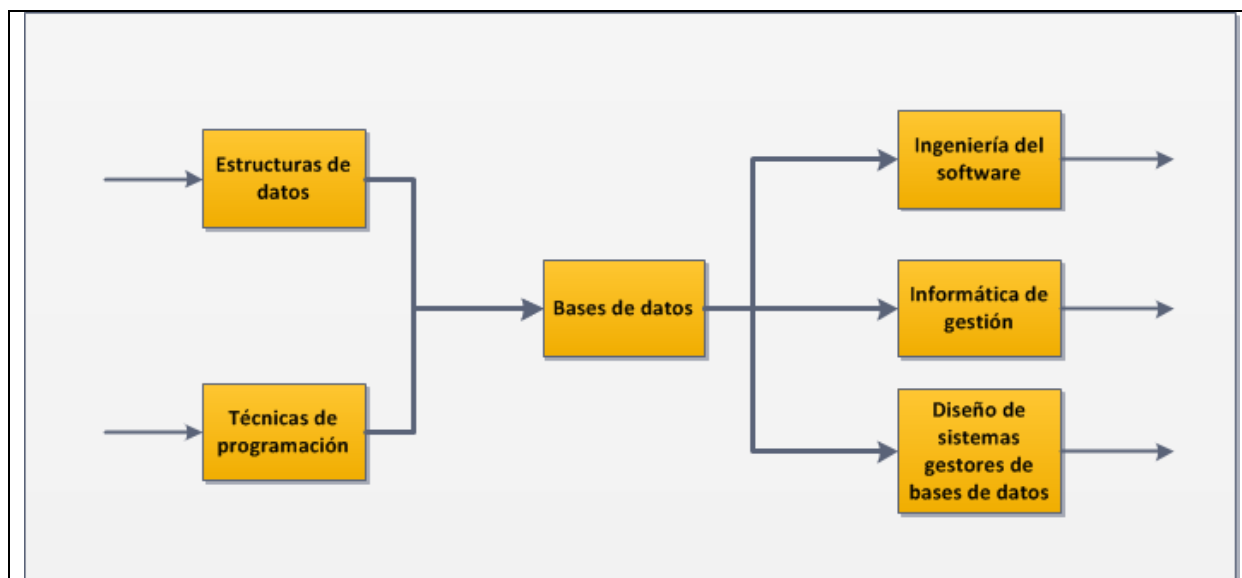 Estructuras de
datos
Técnicas de
programación
Bases de datos
Ingeniería del
software
Informática de
gestión
Diseño de
sistemas
gestores de
bases de datos